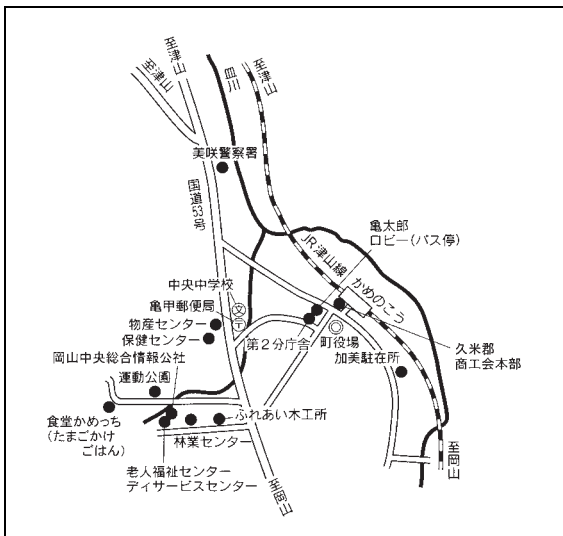 至津山
至津山
皿川
至津山
美咲警察署
国道53号
亀太郎
ロビー(バス停)
JR津山線
かめのこう
中央中学校
文
亀甲郵便局
〒
物産センター
保健センター
第2分庁舎
町役場
加美駐在所
久米郡
商工会本部
岡山中央総合情報公社
運動公園
食堂かめっち
(たまごかけ
ごはん)
ふれあい木工所
林業センター
老人福祉センター
ディサービスセンター
至岡山
至岡山